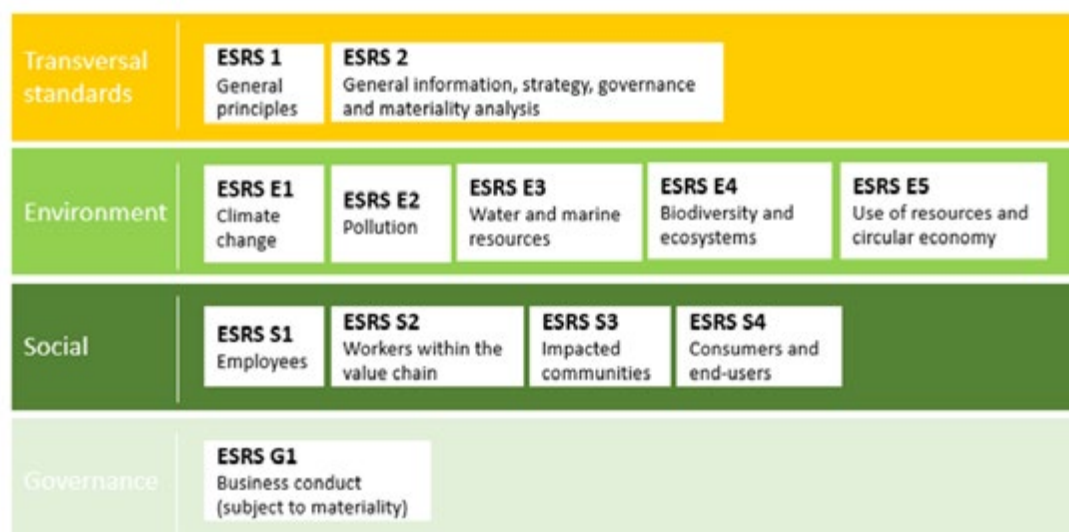 Transversal
standards
ESRS 1
General
principles
ESRS 2
General information, strategy, governance
and materiality analysis
Environment
ESRS E1
Climate
change
ESRS E2
Pollution
ESRS E3
Water and marine
resources
ESRS E4
Biodiversity and
ecosystems
ESRS E5
Use of resources and
circular economy
Social
ESRS S1
Employees
ESRS S2
Workers within the
value chain
ESRS S3
Impacted
communities
ESRS S4
Consumers and
end-users
Governance
ESRS G1
Business conduct
(subject to materiality)